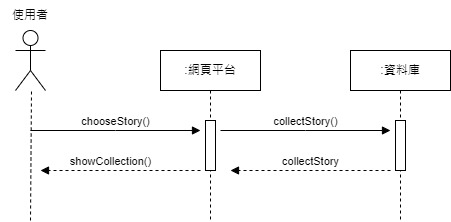 使用者
:網頁平台
:資料庫
chooseStory()
collectStory()
showCollection()
collectStory